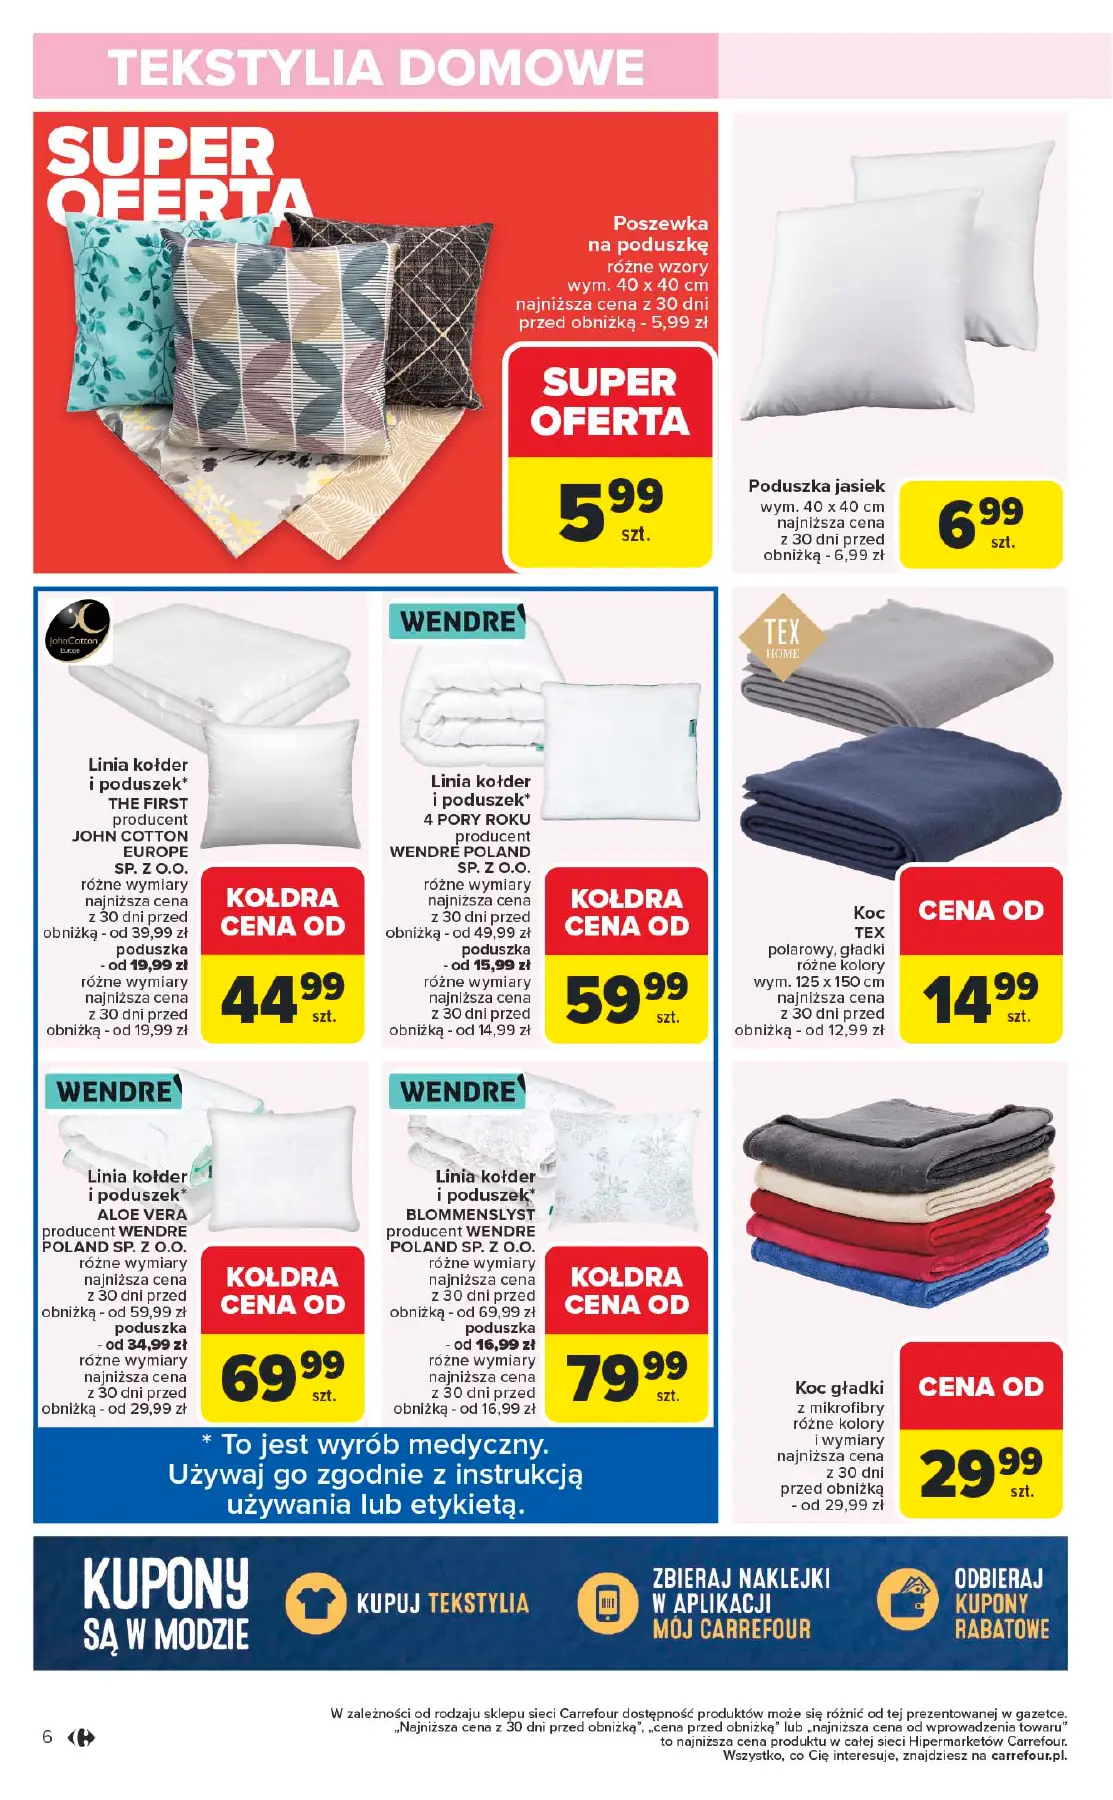 TEKSTYLIA DOMOWE
SUPER
OFERTA
Poszewka
na poduszkę
różne wzory
wym. 40 x 40 cm
najniższa cena z 30 dni
przed obniżką - 5,99 zł
SUPER
OFERTA
5 99
szt.
Poduszka jasiek
wym. 40 x 40 cm
najniższa cena
z 30 dni przed
obniżką - 6,99 zł
6 99
szt.
JohnCotton
Europe
Linia kołder
i poduszek*
THE FIRST
producent
JOHN COTTON
EUROPE
SP. Z O.O.
różne wymiary
najniższa cena
z 30 dni przed
obniżką - od 39,99 zł
poduszka
- od 19,99 zł
różne wymiary
najniższa cena
z 30 dni przed
obniżką - od 19,99 zł
KOŁDRA
CENA OD
44 99
szt.
WENDRE
Linia kołder
i poduszek*
4 PORY ROKU
producent
WENDRE POLAND
SP. Z O.O.
różne wymiary
najniższa cena
z 30 dni przed
obniżką - od 49,99 zł
poduszka
- od 15,99 zł
różne wymiary
najniższa cena
z 30 dni przed
obniżką - od 14,99 zł
KOŁDRA
CENA OD
59 99
szt.
TEX
HOME
Koc
TEX
polarowy, gładki
różne kolory
wym. 125 x 150 cm
najniższa cena
z 30 dni przed
obniżką - od 12,99 zł
CENA OD
14 99
szt.
WENDRE
Linia kołder
i poduszek*
ALOE VERA
producent WENDRE
POLAND SP. Z O.O.
różne wymiary
najniższa cena
z 30 dni przed
obniżką - od 59,99 zł
poduszka
- od 34,99 zł
różne wymiary
najniższa cena
z 30 dni przed
obniżką - od 29,99 zł
KOŁDRA
CENA OD
69 99
szt.
WENDRE
Linia kołder
i poduszek*
BLOMMENSLYST
producent WENDRE
POLAND SP. Z O.O.
różne wymiary
najniższa cena
z 30 dni przed
obniżką - od 69,99 zł
poduszka
- od 16,99 zł
różne wymiary
najniższa cena
z 30 dni przed
obniżką - od 16,99 zł
KOŁDRA
CENA OD
79 99
szt.
Koc gładki
z mikrofibry
różne kolory
i wymiary
najniższa cena
z 30 dni
przed obniżką
- od 29,99 zł
CENA OD
29 99
szt.
* To jest wyrób medyczny.
Używaj go zgodnie z instrukcją
używania lub etykietą.
KUPONY
SĄ W MODZIE
KUPUJ TEKSTYLIA
ZBIERAJ NAKLEJKI
W APLIKACJI
MÓJ CARREFOUR
ODBIERAJ
KUPONY
RABATOWE
W zależności od rodzaju sklepu sieci Carrefour dostępność produktów może się różnić od tej prezentowanej w gazetce.
„Najniższa cena z 30 dni przed obniżką”, „cena przed obniżką” lub „najniższa cena od wprowadzenia towaru”
to najniższa cena produktu w całej sieci Hipermarketów Carrefour.
Wszystko, co Cię interesuje, znajdziesz na carrefour.pl.
6